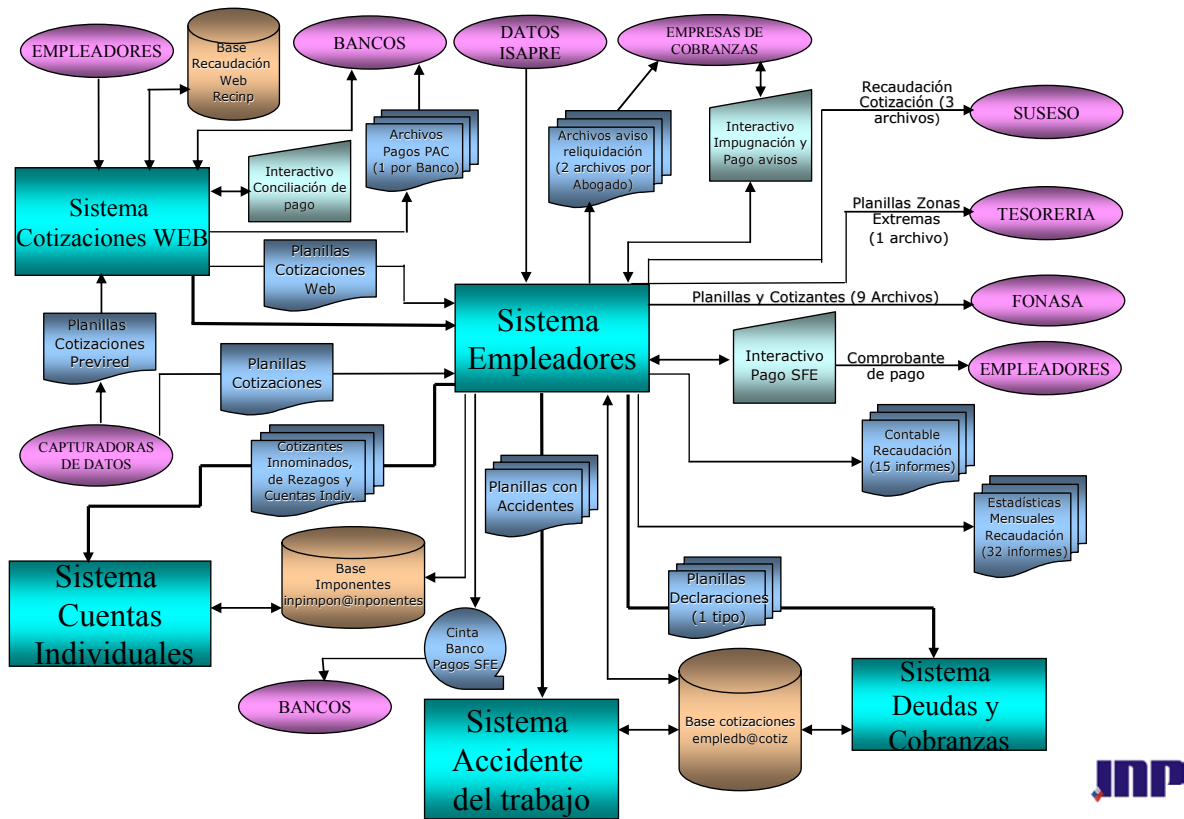 EMPLEADORES
Base
Recaudación
Web
Recinp
BANCOS
DATOS
ISAPRE
EMPRESAS DE
COBRANZAS
Recaudación
Cotización (3
archivos)
SUSESO
Archivos
Pagos PAC
(1 por Banco)
Archivos aviso
reliquidación
(2 archivos por
Abogado)
Interactivo
Impugnación y
Pago avisos
Interactivo
Conciliación de
pago
Sistema
Cotizaciones WEB
Planillas Zonas
Extremas
(1 archivo)
TESORERIA
Planillas
Cotizaciones
Web
Sistema
Empleadores
Planillas y Cotizantes (9 Archivos)
FONASA
Planillas
Cotizaciones
Previred
Planillas
Cotizaciones
Interactivo
Pago SFE
Comprobante
de pago
EMPLEADORES
CAPTURADORAS
DE DATOS
Cotizantes
Innominados,
de Rezagos y
Cuentas Indiv.
Planillas con
Accidentes
Contable
Recaudación
(15 informes)
Estadísticas
Mensuales
Recaudación
(32 informes)
Sistema
Cuentas
Individuales
Base
Imponentes
inpimpon@inponentes
Planillas
Declaraciones
(1 tipo)
Cinta
Banco
Pagos SFE
BANCOS
Sistema
Accidente
del trabajo
Base cotizaciones
empledb@cotiz
Sistema
Deudas y
Cobranzas
INP